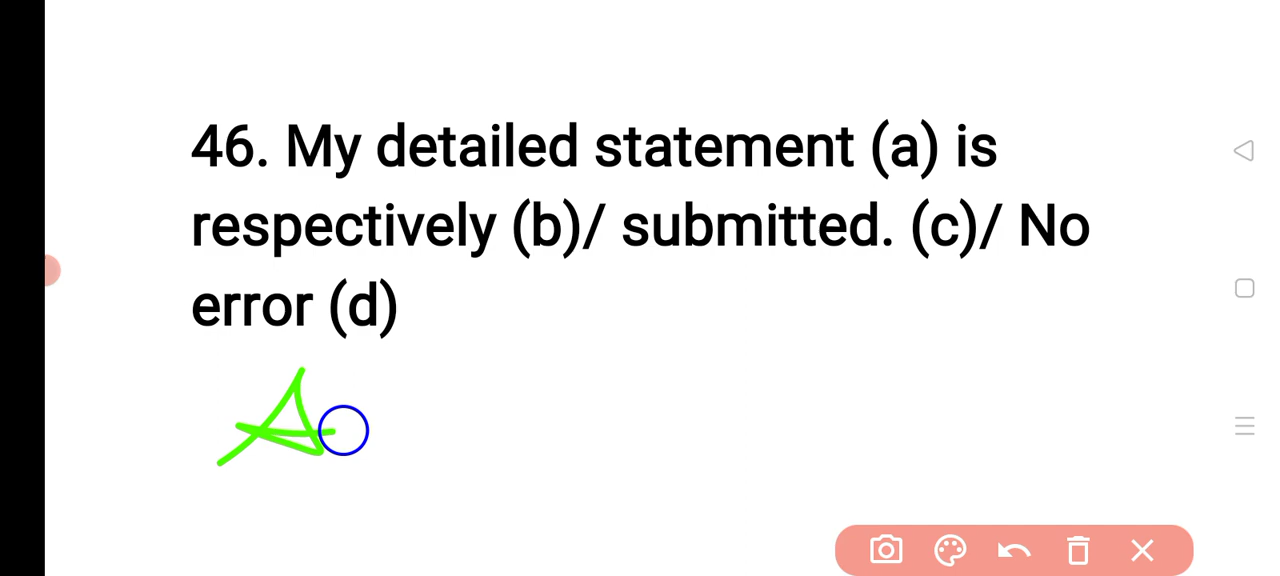 46. My detailed statement (a) is
respectively (b)/ submitted. (c)/ No
error (d)
A